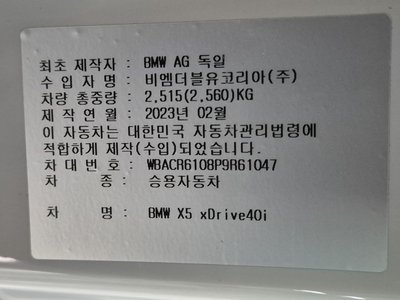 최초 제작자 : BMW AG 독일
수 입 자 명 : 비엠더블유코리아(주)
차량 총중량 : 2,515(2,560)KG
제 작 연 월 : 2023년 02월
이 자동차는 대한민국 자동차관리법령에
적합하게 제작(수입)되었습니다.
차 대 번 호 : WBACR6108P9R61047
차 종 : 승용자동차
차 명 : BMW X5 xDrive40i